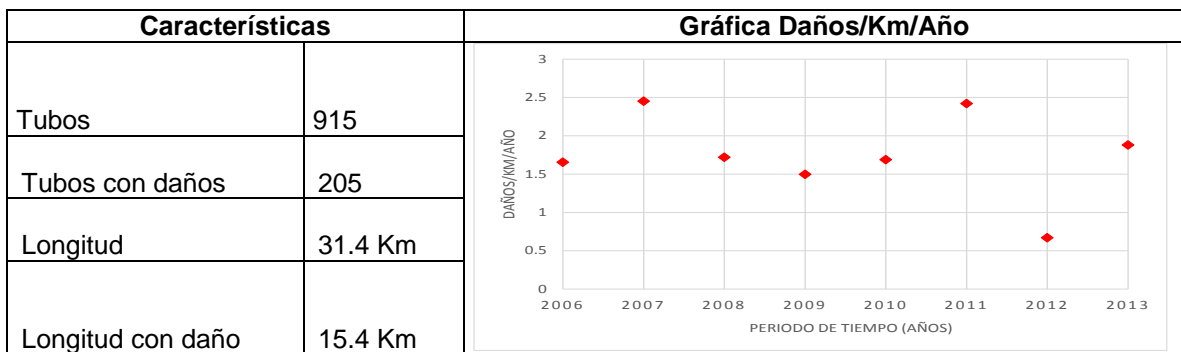 Características
Gráfica Daños/Km/Año
Tubos 915
Tubos con daños 205
Longitud 31.4 Km
Longitud con daño 15.4 Km
3
2.5
2
1.5
1
0.5
0
DAÑOS/KM/AÑO
2006 2007 2008 2009 2010 2011 2012 2013
PERIODO DE TIEMPO (AÑOS)